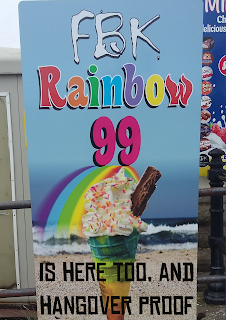 FBK
Rainbow
99
IS HERE TOO. AND
HANGOVER PROOF